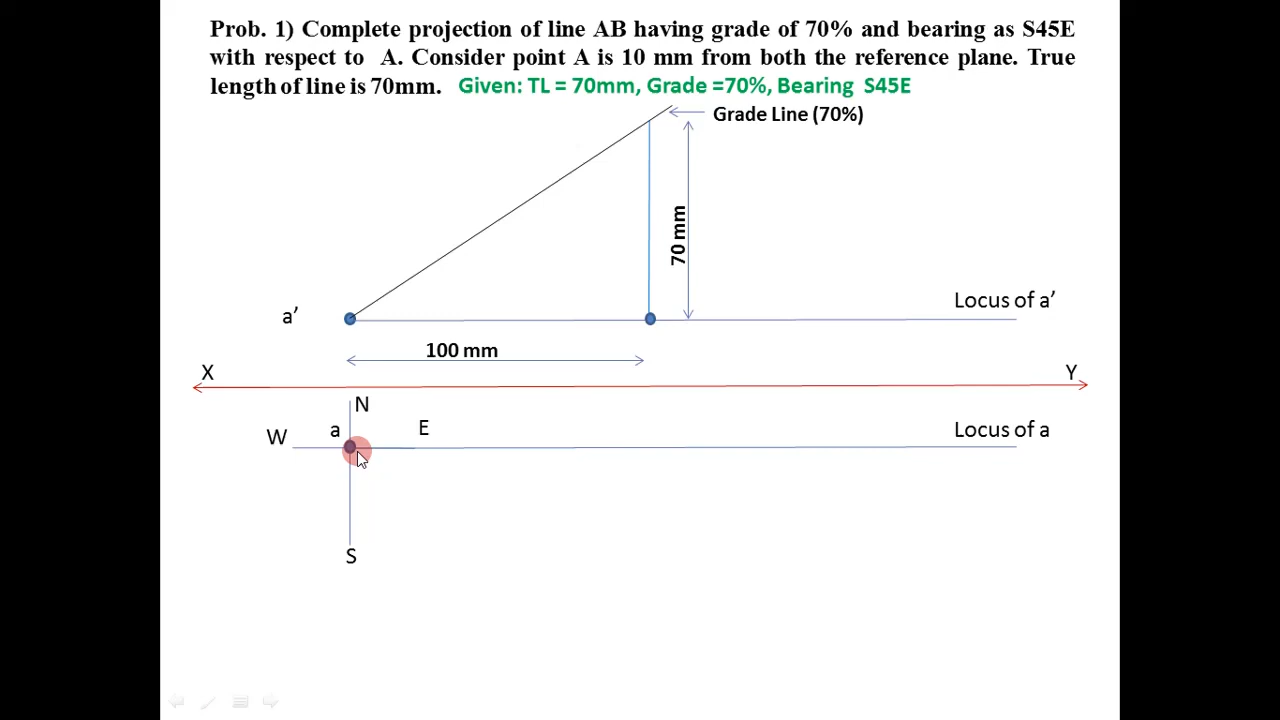 Prob. 1) Complete projection of line AB having grade of 70% and bearing as S45E
with respect to A. Consider point A is 10 mm from both the reference plane. True
length of line is 70mm. Given: TL = 70mm, Grade =70%, Bearing S45E
Grade Line (70%)
70 mm
Locus of a’
a’
100 mm
X
Y
N
W
a
E
Locus of a
S